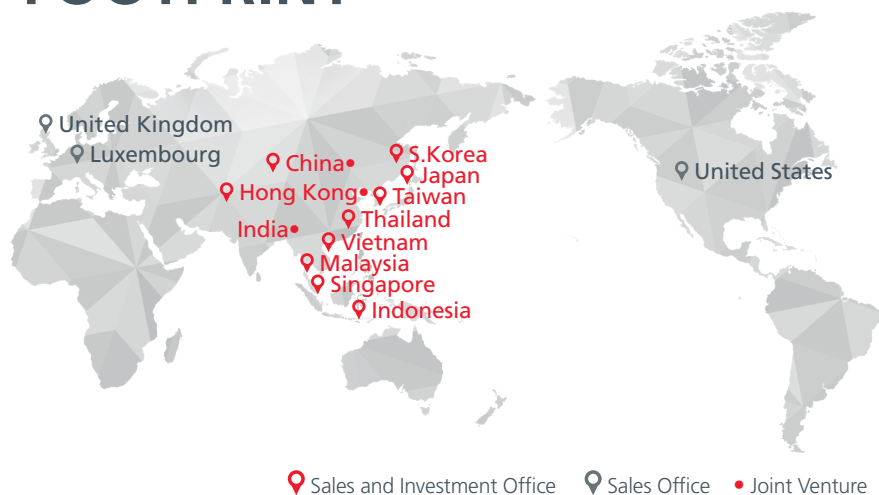 FOOTPRINT
United Kingdom
Luxembourg
China
S.Korea
Japan
Hong Kong
Taiwan
United States
Thailand
India
Vietnam
Malaysia
Singapore
Indonesia
Sales and Investment Office
Sales Office
Joint Venture